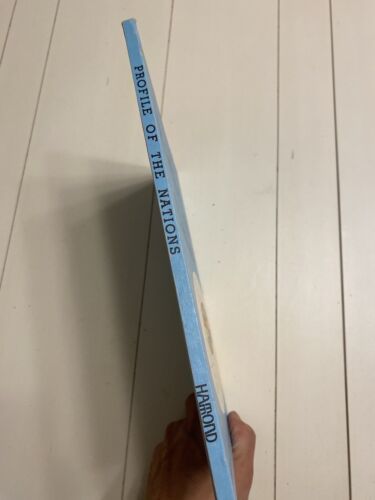 PROFILE OF THE NATIONS
HAMMOND